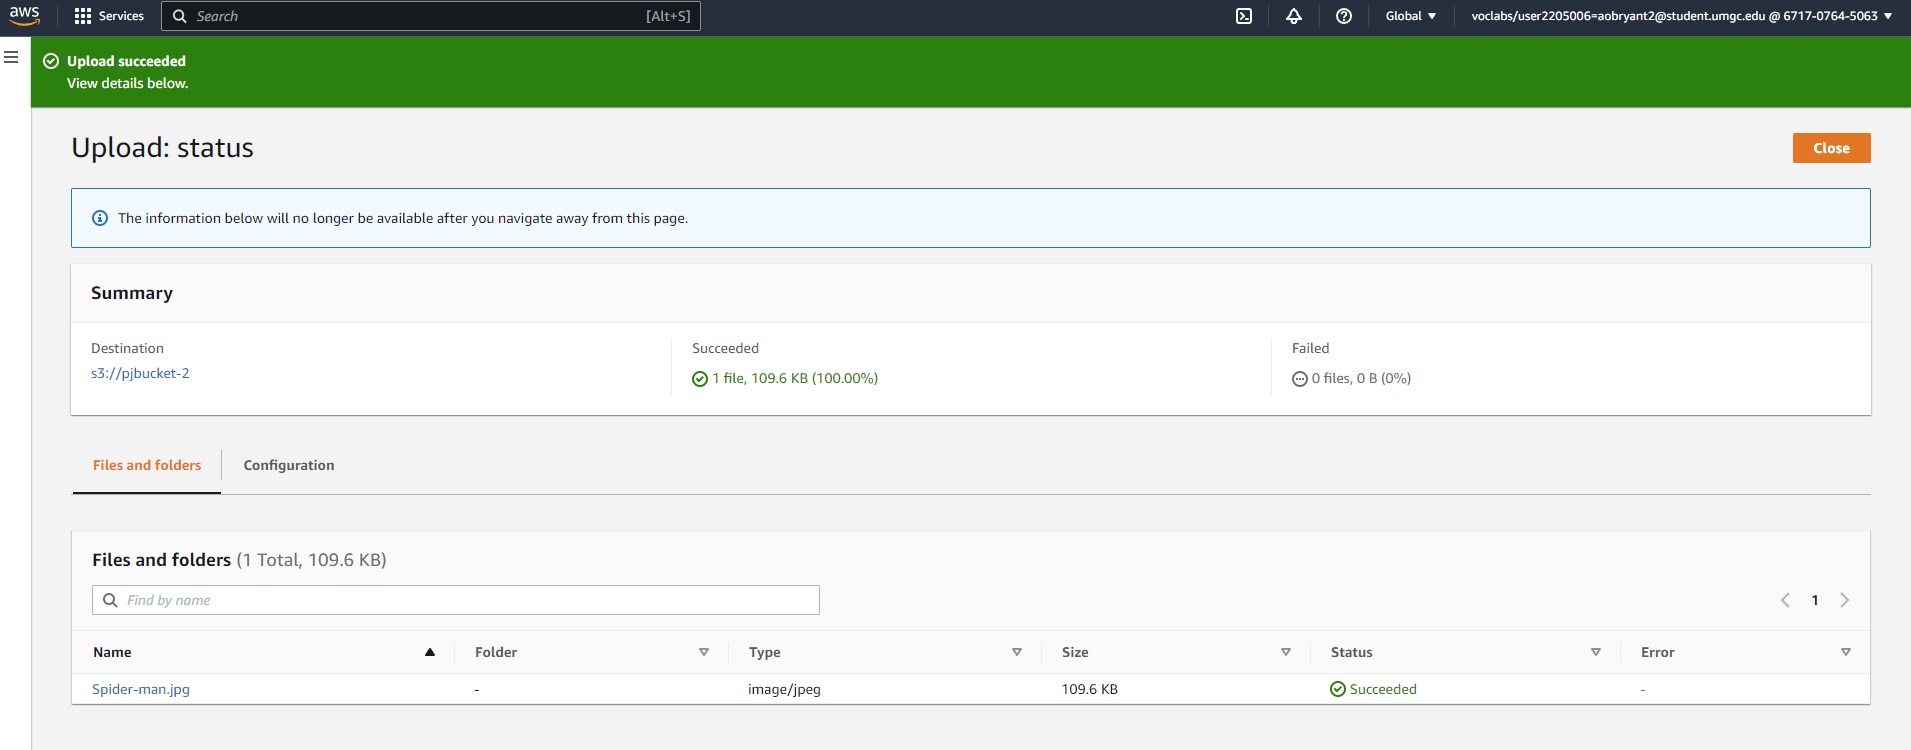 aws Services Search [Alt+S] Global voclabs/user2205006=aobryant2@student.umgc.edu @ 6717-0764-5063
Upload succeeded
View details below.
Upload: status
Close
The information below will no longer be available after you navigate away from this page.
Summary
Destination Succeeded Failed
s3://pjbucket-2 1 file, 109.6 KB (100.00%) 0 files, 0 B (0%)
Files and folders Configuration
Files and folders (1 Total, 109.6 KB)
Find by name 1
Name Folder Type Size Status Error
Spider-man.jpg - image/jpeg 109.6 KB Succeeded -